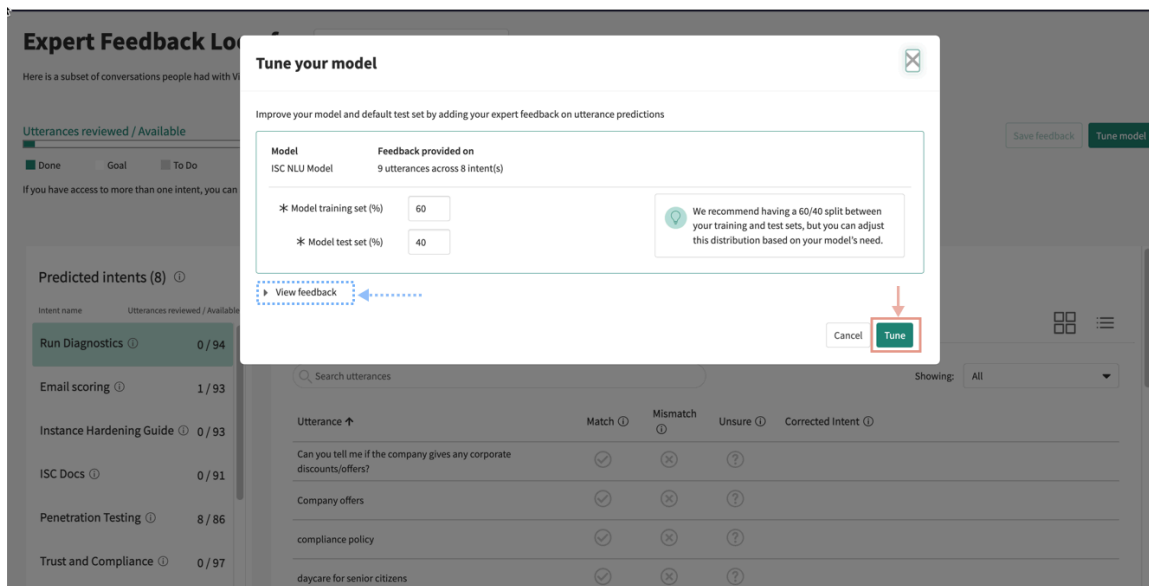 Expert Feedback Loo
Here is a subset of conversations people had with Vi
Tune your model
Improve your model and default test set by adding your expert feedback on utterance predictions
Utterances reviewed / Available
Done Goal To Do
If you have access to more than one intent, you can
Save feedback Tune model
Model Feedback provided on
ISC NLU Model 9 utterances across 8 intent(s)
Model training set (%) 60
Model test set (%) 40
We recommend having a 60/40 split between
your training and test sets, but you can adjust
this distribution based on your model's need.
View feedback
Cancel Tune
Predicted intents (8)
Intent name Utterances reviewed / Available
Run Diagnostics 0 / 94
Email scoring 1 / 93
Instance Hardening Guide 0 / 93
ISC Docs 0 / 91
Penetration Testing 8 / 86
Trust and Compliance 0 / 97
Search utterances
Showing: All
Utterance Match Mismatch Unsure Corrected Intent
Can you tell me if the company gives any corporate
discounts/offers?
Company offers
compliance policy
daycare for senior citizens